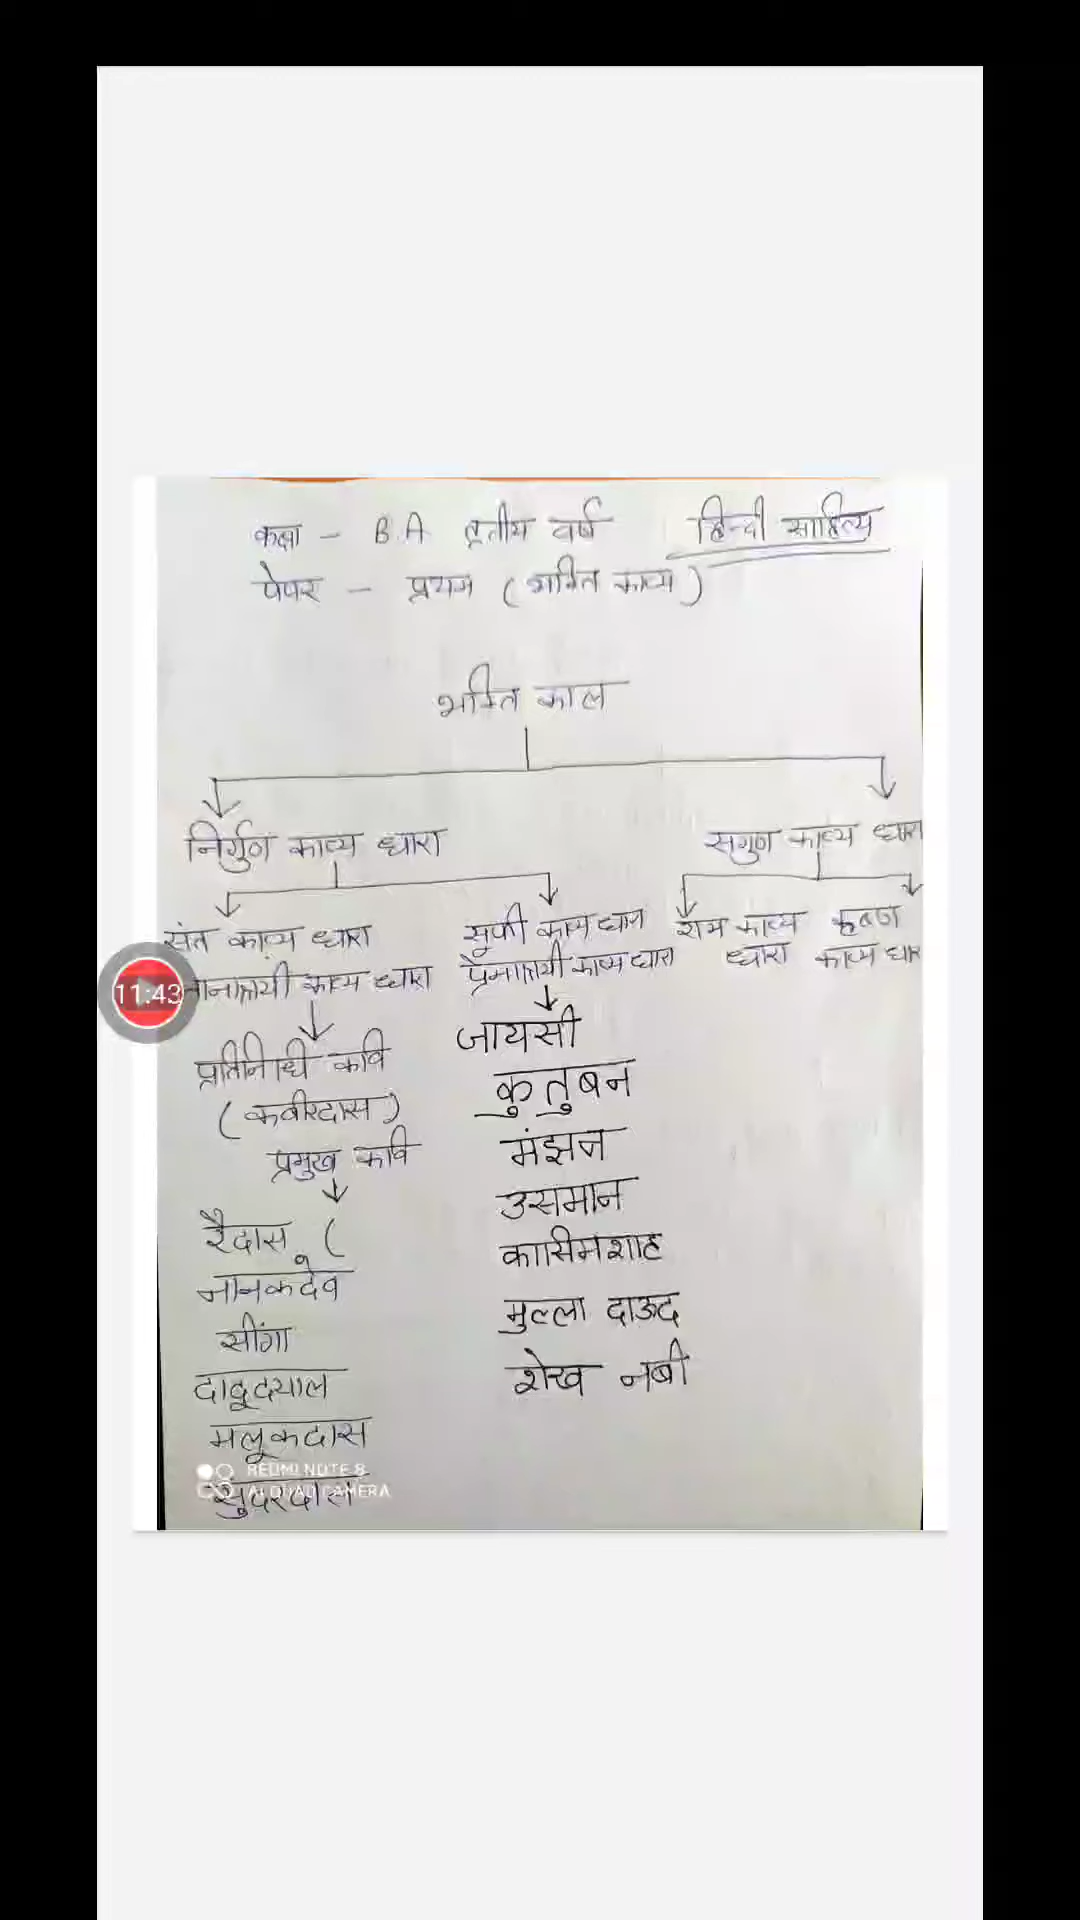 कक्षा - B.A तृतीय वर्ष हिन्दी साहित्य
पेपर - प्रथम (भक्ति काव्य)
भक्ति काल
निर्गुण काव्य धारा सगुण काव्य धारा
संत काव्य धारा सूफी काव्य धारा राम काव्य कृष्ण
काव्य धारा प्रेमाश्रयी काव्य धारा धारा काव्य धार
11:43
प्रतिनिधि कवि जायसी
(कबीरदास) कुतुबन
प्रमुख कवि मंझन
रैदास ( उसमान
नानकदेव कासिमशाह
सींगा मुल्ला दाऊद
दादूदयाल शेख नबी
मलूकदास
REDMI NOTE 8
सुंदरदास
AI QUAD CAMERA